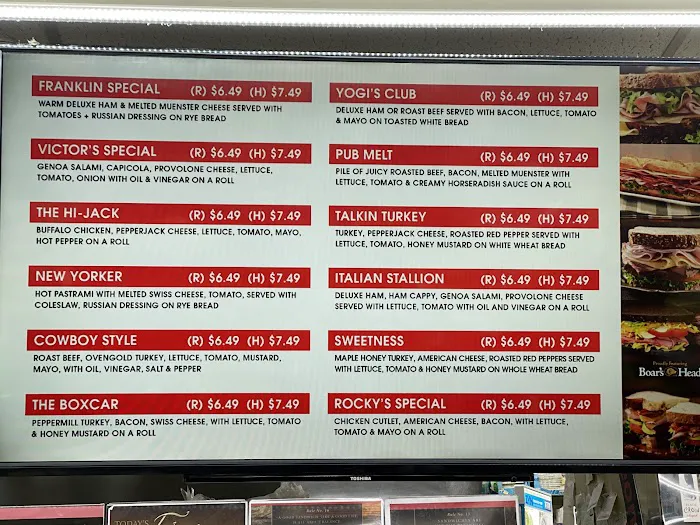 FRANKLIN SPECIAL (R) $6.49 (H) $7.49
WARM DELUXE HAM & MELTED MUENSTER CHEESE SERVED WITH
TOMATOES + RUSSIAN DRESSING ON RYE BREAD
VICTOR'S SPECIAL (R) $6.49 (H) $7.49
GENOA SALAMI, CAPICOLA, PROVOLONE CHEESE, LETTUCE,
TOMATO, ONION WITH OIL & VINEGAR ON A ROLL
THE HI-JACK (R) $6.49 (H) $7.49
BUFFALO CHICKEN, PEPPERJACK CHEESE, LETTUCE, TOMATO, MAYO,
HOT PEPPER ON A ROLL
NEW YORKER (R) $6.49 (H) $7.49
HOT PASTRAMI WITH MELTED SWISS CHEESE, TOMATO, SERVED WITH
COLESLAW, RUSSIAN DRESSING ON RYE BREAD
COWBOY STYLE (R) $6.49 (H) $7.49
ROAST BEEF, OVENGOLD TURKEY, LETTUCE, TOMATO, MUSTARD,
MAYO, WITH OIL, VINEGAR, SALT & PEPPER
THE BOXCAR (R) $6.49 (H) $7.49
PEPPERMILL TURKEY, BACON, SWISS CHEESE, WITH LETTUCE, TOMATO
& HONEY MUSTARD ON A ROLL
YOGI'S CLUB (R) $6.49 (H) $7.49
DELUXE HAM OR ROAST BEEF SERVED WITH BACON, LETTUCE, TOMATO
& MAYO ON TOASTED WHITE BREAD
PUB MELT (R) $6.49 (H) $7.49
PILE OF JUICY ROASTED BEEF, BACON, MELTED MUENSTER WITH
LETTUCE, TOMATO & CREAMY HORSERADISH SAUCE ON A ROLL
TALKIN TURKEY (R) $6.49 (H) $7.49
TURKEY, PEPPERJACK CHEESE, ROASTED RED PEPPER SERVED WITH
LETTUCE, TOMATO, HONEY MUSTARD ON WHITE WHEAT BREAD
ITALIAN STALLION (R) $6.49 (H) $7.49
DELUXE HAM, HAM CAPPY, GENOA SALAMI, PROVOLONE CHEESE
SERVED WITH LETTUCE, TOMATO WITH OIL AND VINEGAR ON A ROLL
SWEETNESS (R) $6.49 (H) $7.49
MAPLE HONEY TURKEY, AMERICAN CHEESE, ROASTED RED PEPPERS SERVED
WITH LETTUCE, TOMATO & HONEY MUSTARD ON WHOLE WHEAT BREAD
ROCKY'S SPECIAL (R) $6.49 (H) $7.49
CHICKEN CUTLET, AMERICAN CHEESE, BACON, WITH LETTUCE,
TOMATO & MAYO ON A ROLL
Proudly Featuring
Boar's Head
TOSHIBA
TODAY'S